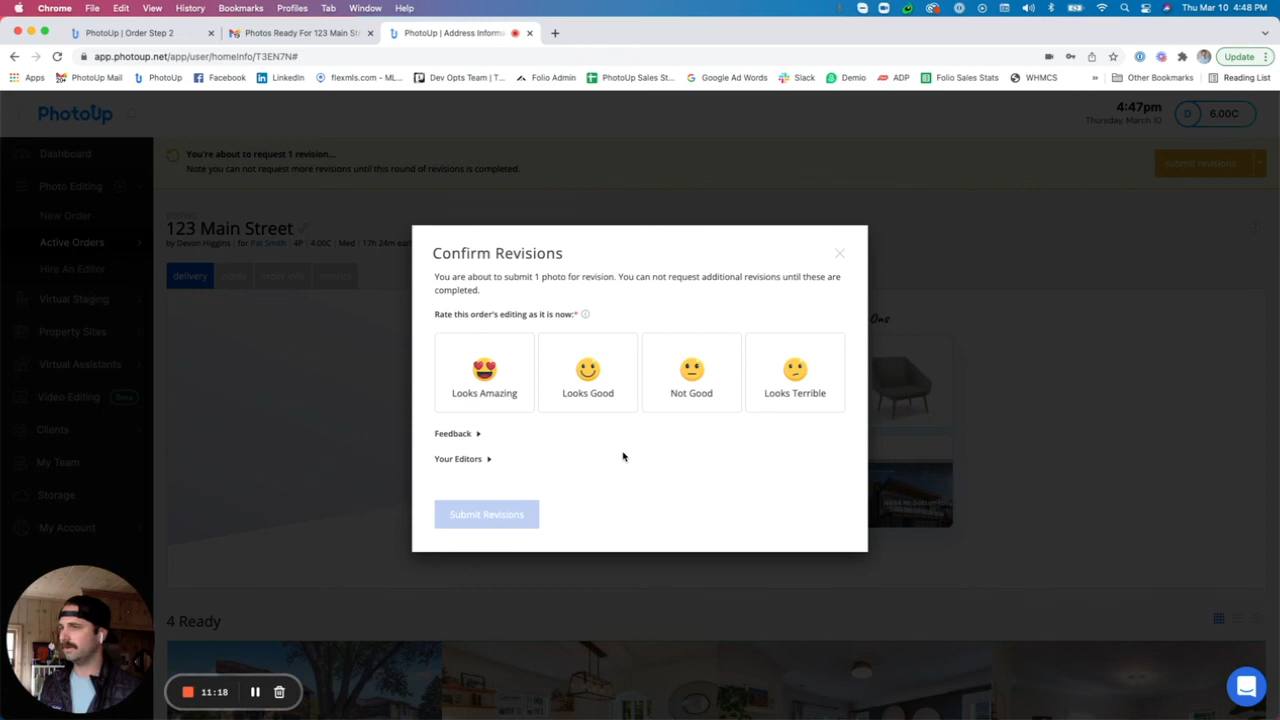 Chrome File Edit View History Bookmarks Profiles Tab Window Help Thu Mar 10 4:48 PM
PhotoUp | Order Step 2 Photos Ready For 123 Main St PhotoUp | Address Informa
app.photoup.net/app/user/homeInfo/T3EN7N# Update
Apps PhotoUp Mail PhotoUp Facebook LinkedIn flexmls.com - ML... Dev Opts Team | T... Folio Admin PhotoUp Sales St... Google Ad Words Slack Demio ADP Folio Sales Stats WHMCS » Other Bookmarks Reading List
PhotoUp
4:47pm
Thursday, March 10
D 6.00C
Dashboard
Photo Editing
New Order
Active Orders
Hire An Editor
Virtual Staging
Property Sites
Virtual Assistants
Video Editing Beta
Clients
My Team
Storage
My Account
You're about to request 1 revision...
Note you can not request more revisions until this round of revisions is completed.
submit revisions
123 Main Street
by Devon Higgins | for Pat Smith 4P 4.00C Med
delivery order info
Confirm Revisions
You are about to submit 1 photo for revision. You can not request additional revisions until these are
completed.
Rate this order's editing as it is now:*
Looks Amazing Looks Good Not Good Looks Terrible
Feedback
Your Editors
Submit Revisions
4 Ready
11:18